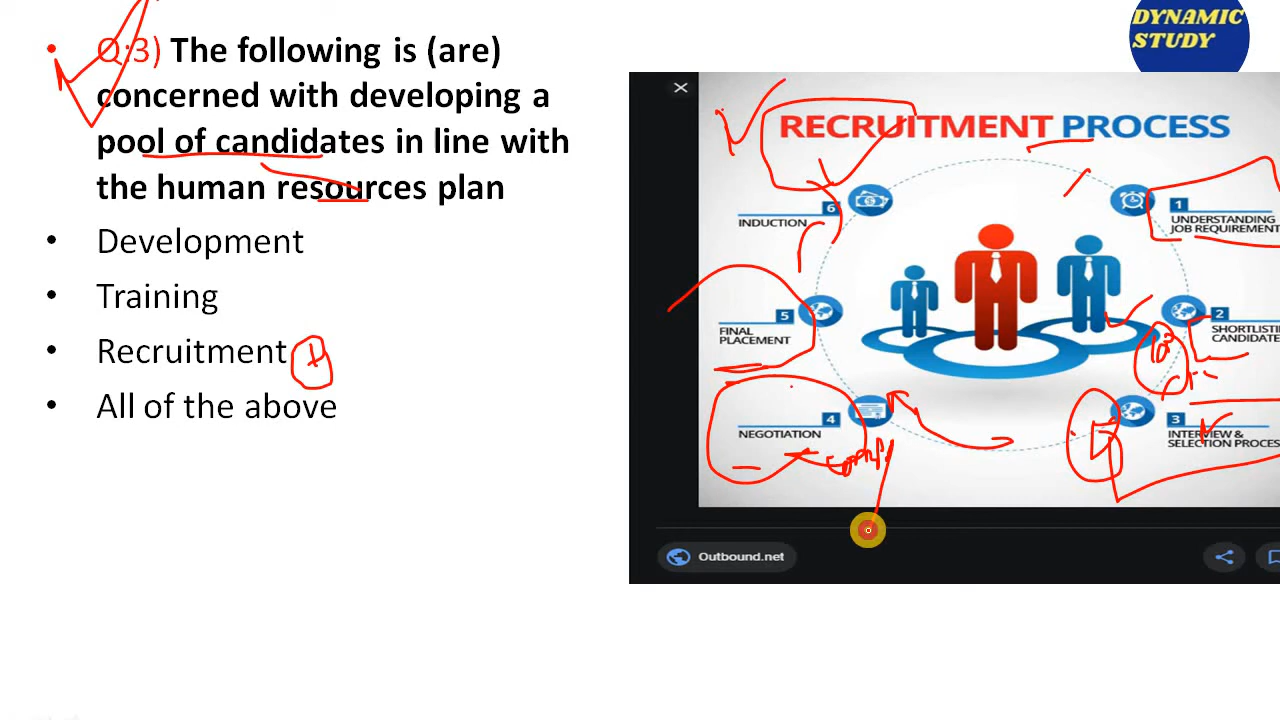 DYNAMIC
STUDY
• Q:3) The following is (are)
concerned with developing a
pool of candidates in line with
the human resources plan
• Development
• Training
• Recruitment
• All of the above
RECRUITMENT PROCESS
1
UNDERSTANDING
JOB REQUIREMENT
2
SHORTLISTI
CANDIDATE
3
INTERVIEW &
SELECTION PROCES
4
NEGOTIATION
5
FINAL
PLACEMENT
6
INDUCTION
Outbound.net